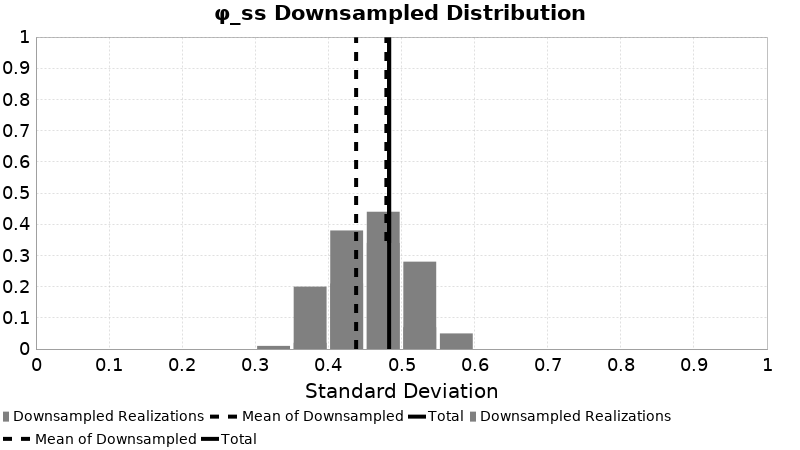 φ_ss Downsampled Distribution
1
0.9
0.8
0.7
0.6
0.5
0.4
0.3
0.2
0.1
0
0 0.1 0.2 0.3 0.4 0.5 0.6 0.7 0.8 0.9 1
Standard Deviation
Downsampled Realizations Mean of Downsampled Total Downsampled Realizations
Mean of Downsampled Total